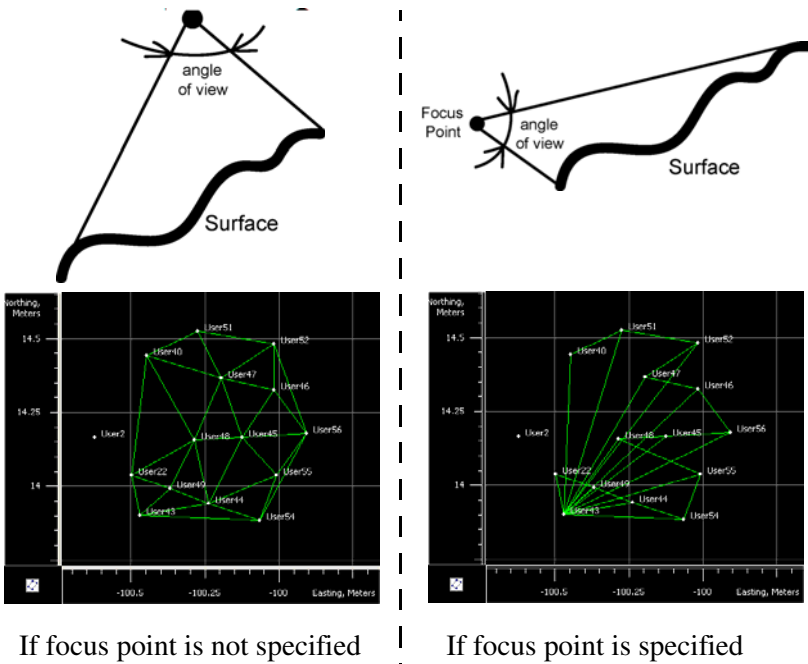 angle
of view
Surface
Focus
Point
angle
of view
Surface
Northing,
Meters
14.5
14.25
14
User51
User52
User40
User47
User46
User2
User48
User45
User56
User22
User49
User55
User44
User43
User54
-100.5
-100.25
-100
Easting, Meters
Northing,
Meters
14.5
14.25
14
User51
User52
User40
User47
User46
User2
User48
User45
User56
User22
User49
User55
User44
User43
User54
-100.5
-100.25
-100
Easting, Meters
If focus point is not specified
If focus point is specified